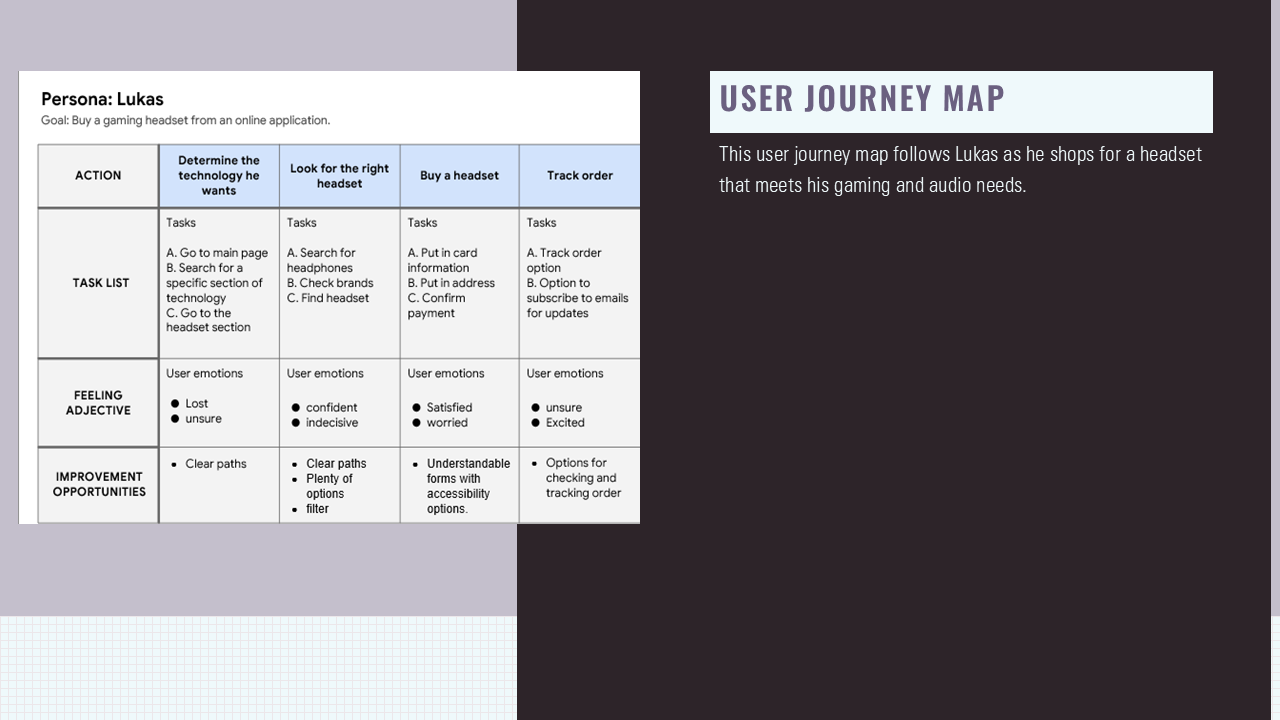 Persona: Lukas
Goal: Buy a gaming headset from an online application.
ACTION
Determine the
technology he
wants
Look for the right
headset
Buy a headset
Track order
TASK LIST
Tasks
A. Go to main page
B. Search for a
specific section of
technology
C. Go to the
headset section
Tasks
A. Search for
headphones
B. Check brands
C. Find headset
Tasks
A. Put in card
information
B. Put in address
C. Confirm
payment
Tasks
A. Track order
option
B. Option to
subscribe to emails
for updates
FEELING
ADJECTIVE
User emotions
● Lost
● unsure
User emotions
● confident
● indecisive
User emotions
● Satisfied
● worried
User emotions
● unsure
● Excited
IMPROVEMENT
OPPORTUNITIES
• Clear paths
• Clear paths
• Plenty of
options
• filter
• Understandable
forms with
accessibility
options.
• Options for
checking and
tracking order
USER JOURNEY MAP
This user journey map follows Lukas as he shops for a headset
that meets his gaming and audio needs.